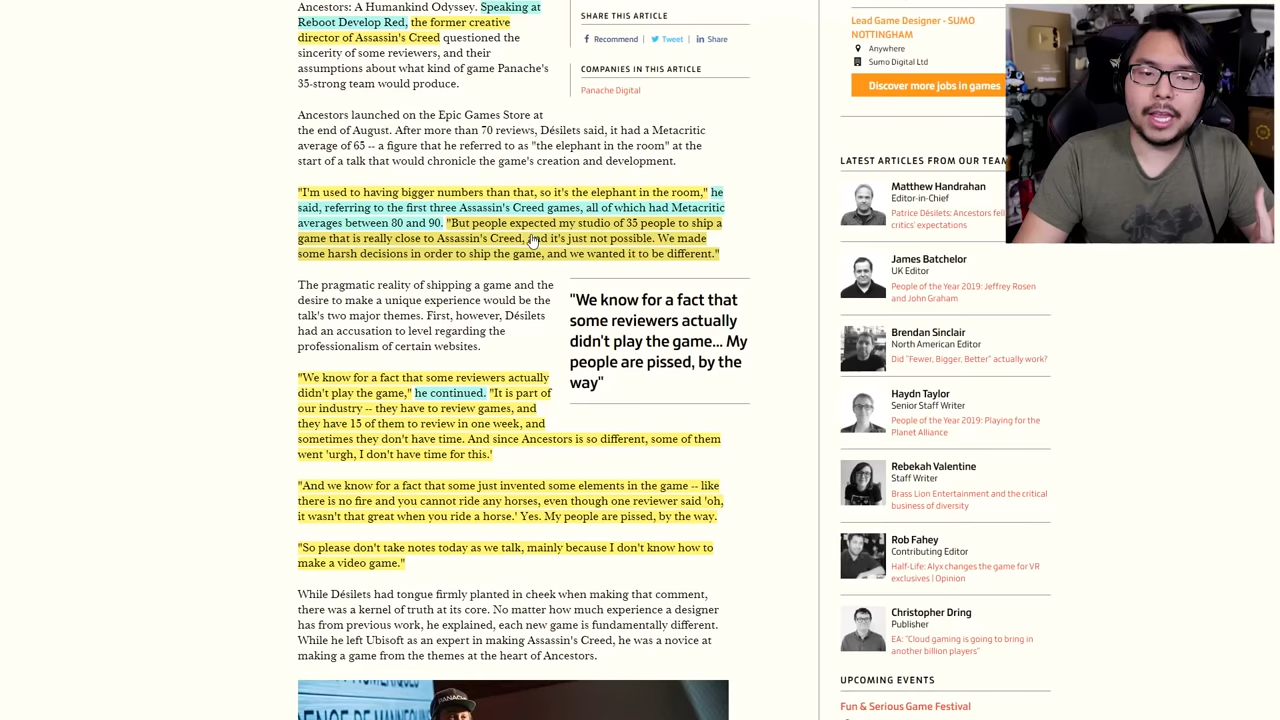 Ancestors: A Humankind Odyssey. Speaking at
Reboot Develop Red, the former creative
director of Assassin's Creed questioned the
sincerity of some reviewers, and their
assumptions about what kind of game Panache's
35-strong team would produce.
Ancestors launched on the Epic Games Store at
the end of August. After more than 70 reviews, Désilets said, it had a Metacritic
average of 65 -- a figure that he referred to as "the elephant in the room" at the
start of a talk that would chronicle the game's creation and development.
"I'm used to having bigger numbers than that, so it's the elephant in the room," he
said, referring to the first three Assassin's Creed games, all of which had Metacritic
averages between 80 and 90. "But people expected my studio of 35 people to ship a
game that is really close to Assassin's Creed, and it's just not possible. We made
some harsh decisions in order to ship the game, and we wanted it to be different."
The pragmatic reality of shipping a game and the
desire to make a unique experience would be the
talk's two major themes. First, however, Désilets
had an accusation to level regarding the
professionalism of certain websites.
"We know for a fact that some reviewers actually
didn't play the game," he continued. "It is part of
our industry -- they have to review games, and
they have 15 of them to review in one week, and
sometimes they don't have time. And since Ancestors is so different, some of them
went 'urgh, I don't have time for this.'
"And we know for a fact that some just invented some elements in the game -- like
there is no fire and you cannot ride any horses, even though one reviewer said 'oh,
it wasn't that great when you ride a horse.' Yes. My people are pissed, by the way.
"So please don't take notes today as we talk, mainly because I don't know how to
make a video game."
While Désilets had tongue firmly planted in cheek when making that comment,
there was a kernel of truth at its core. No matter how much experience a designer
has from previous work, he explained, each new game is fundamentally different.
While he left Ubisoft as an expert in making Assassin's Creed, he was a novice at
making a game from the themes at the heart of Ancestors.
PANACHE
SHARE THIS ARTICLE
Recommend | Tweet | Share
COMPANIES IN THIS ARTICLE
Panache Digital
"We know for a fact that
some reviewers actually
didn't play the game... My
people are pissed, by the
way"
Lead Game Designer - SUMO
NOTTINGHAM
Anywhere
Sumo Digital Ltd
Discover more jobs in games
LATEST ARTICLES FROM OUR TEAM
Matthew Handrahan
Editor-in-Chief
Patrice Désilets: Ancestors fell
critics' expectations
James Batchelor
UK Editor
People of the Year 2019: Jeffrey Rosen
and John Graham
Brendan Sinclair
North American Editor
Did "Fewer, Bigger, Better" actually work?
Haydn Taylor
Senior Staff Writer
People of the Year 2019: Playing for the
Planet Alliance
Rebekah Valentine
Staff Writer
Brass Lion Entertainment and the critical
business of diversity
Rob Fahey
Contributing Editor
Half-Life: Alyx changes the game for VR
exclusives | Opinion
Christopher Dring
Publisher
EA: "Cloud gaming is going to bring in
another billion players"
UPCOMING EVENTS
Fun & Serious Game Festival